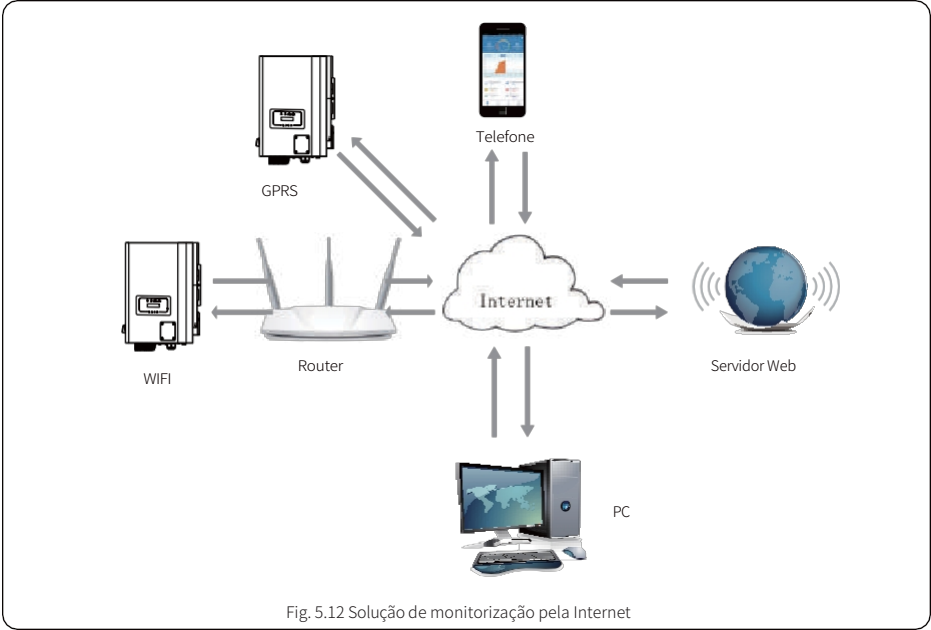 Telefone
GPRS
Internet
Router
WIFI
Servidor Web
PC
Fig. 5.12 Solução de monitorização pela Internet